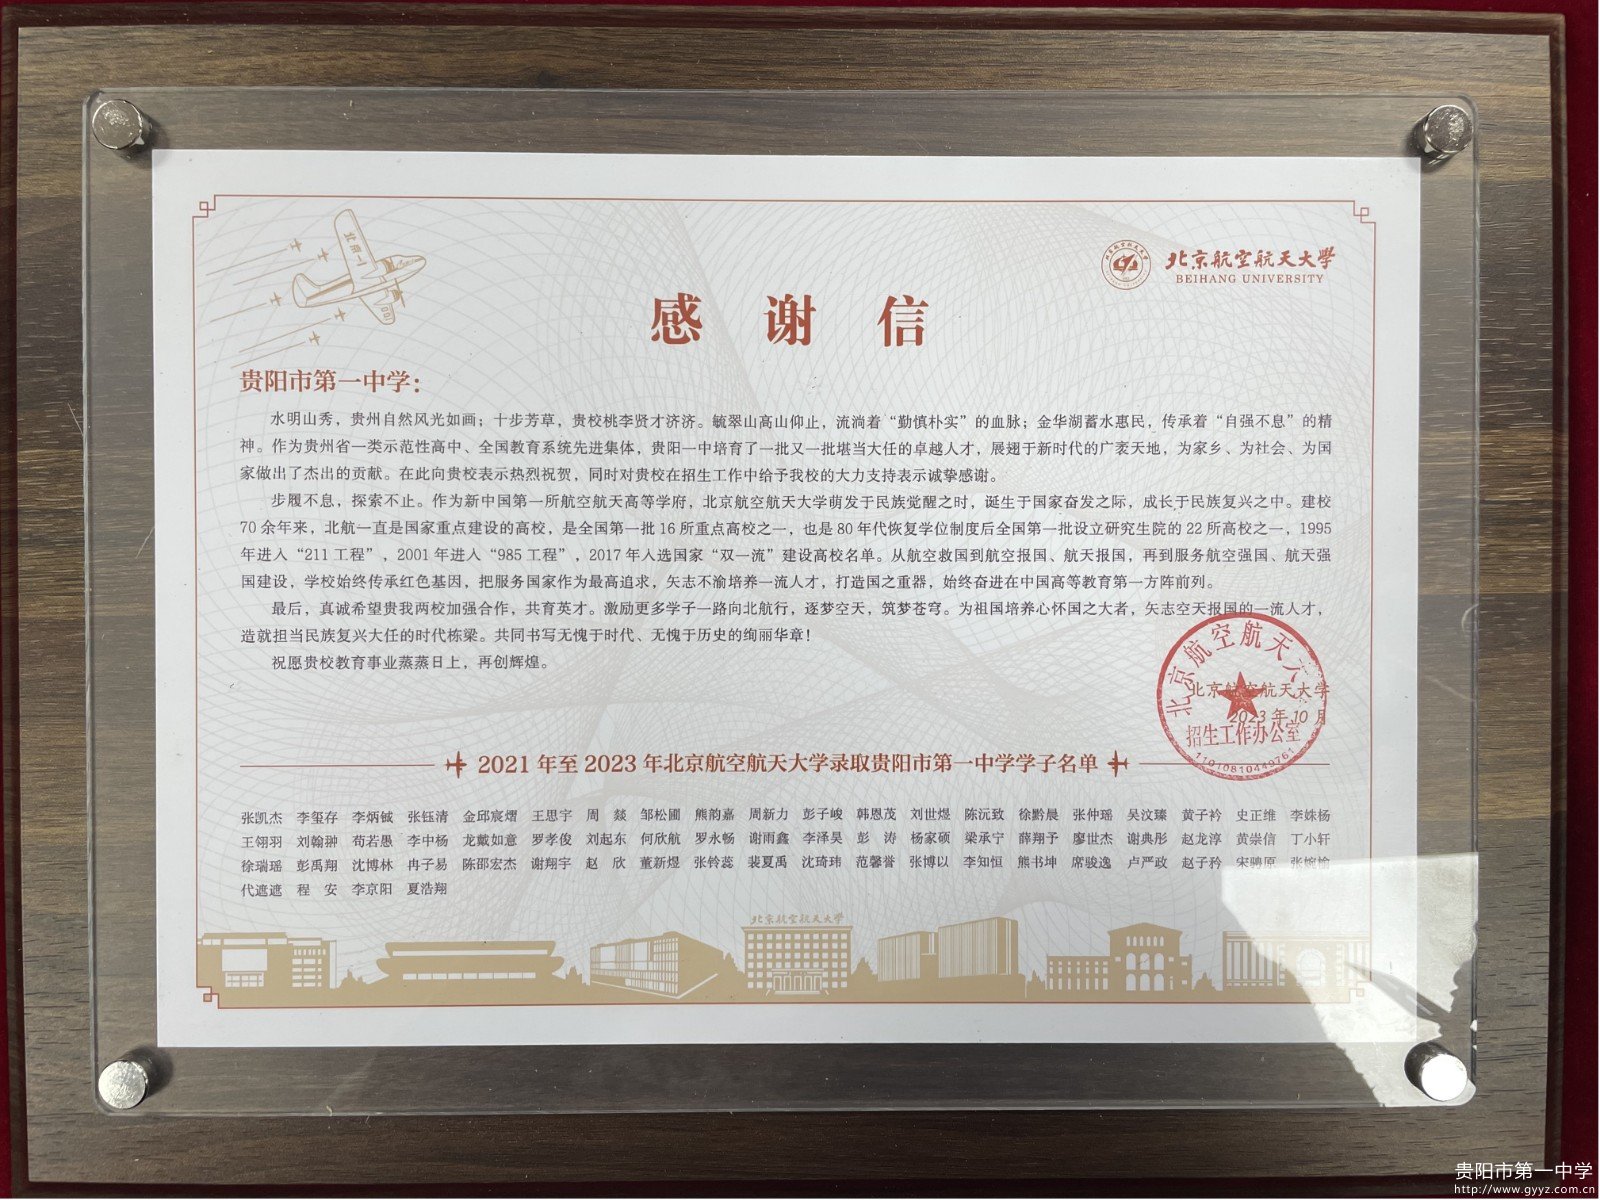 北京一
001
北京航空航天大学
BEIHANG UNIVERSITY
感谢信
贵阳市第一中学：
水明山秀，贵州自然风光如画；十步芳草，贵校桃李贤才济济。毓翠山高山仰止，流淌着“勤慎朴实”的血脉；金华湖蓄水惠民，传承着“自强不息”的精
神。作为贵州省一类示范性高中、全国教育系统先进集体，贵阳一中培育了一批又一批堪当大任的卓越人才，展翅于新时代的广袤天地，为家乡、为社会、为国
家做出了杰出的贡献。在此向贵校表示热烈祝贺，同时对贵校在招生工作中给予我校的大力支持表示诚挚感谢。
步履不息，探索不止。作为新中国第一所航空航天高等学府，北京航空航天大学萌发于民族觉醒之时，诞生于国家奋发之际，成长于民族复兴之中。建校
70余年来，北航一直是国家重点建设的高校，是全国第一批16所重点高校之一，也是80年代恢复学位制度后全国第一批设立研究生院的22所高校之一，1995
年进入“211工程”，2001年进入“985工程”，2017年入选国家“双一流”建设高校名单。从航空救国到航空报国、航天报国，再到服务航空强国、航天强
国建设，学校始终传承红色基因，把服务国家作为最高追求，矢志不渝培养一流人才，打造国之重器，始终奋进在中国高等教育第一方阵前列。
最后，真诚希望贵我两校加强合作，共育英才。激励更多学子一路向北航行，逐梦空天，筑梦苍穹。为祖国培养心怀国之大者，矢志空天报国的一流人才，
造就担当民族复兴大任的时代栋梁。共同书写无愧于时代、无愧于历史的绚丽华章！
祝愿贵校教育事业蒸蒸日上，再创辉煌。
北京航空航天大学
北京航空航天大学
2023年10月
招生工作办公室
11010810449761
2021年至2023年北京航空航天大学录取贵阳市第一中学学子名单
张凯杰 李玺存 李炳铖 张钰清 金邱宸熠 王思宇 周燚 邹松圃 熊韵嘉 周新力 彭子峻 韩恩茂 刘世煜 陈沅致 徐黔晨 张仲瑶 吴汶臻 黄子衿 史正维 李姝杨
王翎羽 刘翰翀 苟若愚 李中杨 龙戴如意 罗孝俊 刘起东 何欣航 罗永畅 谢雨鑫 李泽昊 彭涛 杨家硕 梁承宁 薛翔予 廖世杰 谢典彤 赵龙淳 黄崇信 丁小轩
徐瑞瑶 彭禹翔 沈博林 冉子易 陈邵宏杰 谢翔宇 赵欣 董新煜 张铃蕊 裴夏禹 沈琦玮 范馨誉 张博以 李知恒 熊书坤 席骏逸 卢严政 赵子矜 宋骋原 张婉愉
代遮遮 程安 李京阳 夏浩翔
北京航空航天大学
贵阳市第一中学
http://www.gyyz.com.cn